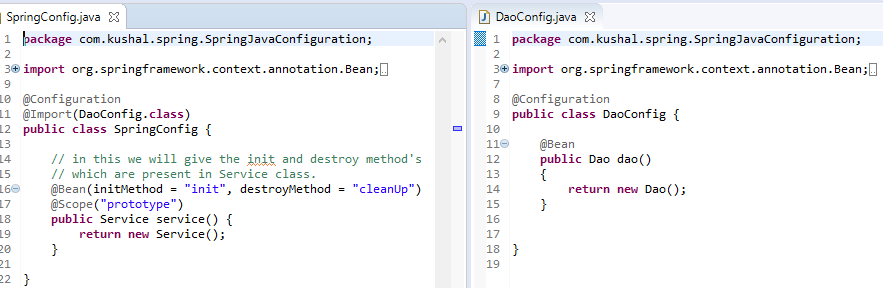 SpringConfig.java
1 package com.kushal.spring.SpringJavaConfiguration;
2
3 import org.springframework.context.annotation.Bean;
9
10 @Configuration
11 @Import(DaoConfig.class)
12 public class SpringConfig {
13
14 // in this we will give the init and destroy method's
15 // which are present in Service class.
16 @Bean(initMethod = "init", destroyMethod = "cleanUp")
17 @Scope("prototype")
18 public Service service() {
19 return new Service();
20 }
21
22 }
DaoConfig.java
1 package com.kushal.spring.SpringJavaConfiguration;
2
3 import org.springframework.context.annotation.Bean;
7
8 @Configuration
9 public class DaoConfig {
10
11 @Bean
12 public Dao dao()
13 {
14 return new Dao();
15 }
16
17
18 }
19